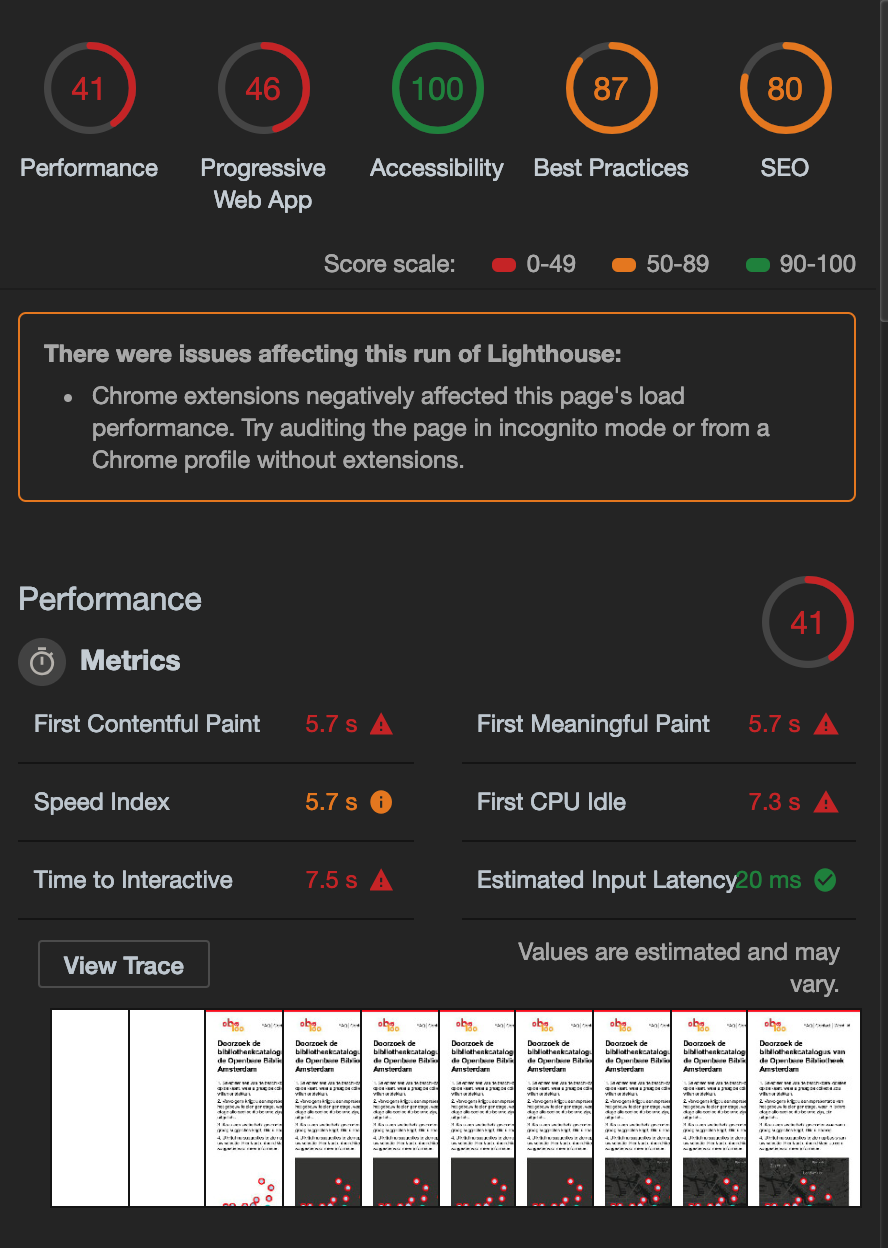 41 46 100 87 80
Performance Progressive Web App Accessibility Best Practices SEO
Score scale: 0-49 50-89 90-100
There were issues affecting this run of Lighthouse:
Chrome extensions negatively affected this page's load
performance. Try auditing the page in incognito mode or from a
Chrome profile without extensions.
Performance
41
Metrics
First Contentful Paint 5.7 s
First Meaningful Paint 5.7 s
Speed Index 5.7 s
First CPU Idle 7.3 s
Time to Interactive 7.5 s
Estimated Input Latency 20 ms
View Trace
Values are estimated and may
vary.
Doorzoek de
bibliotheekcatalogus van
de Openbare Bibliotheek
Amsterdam